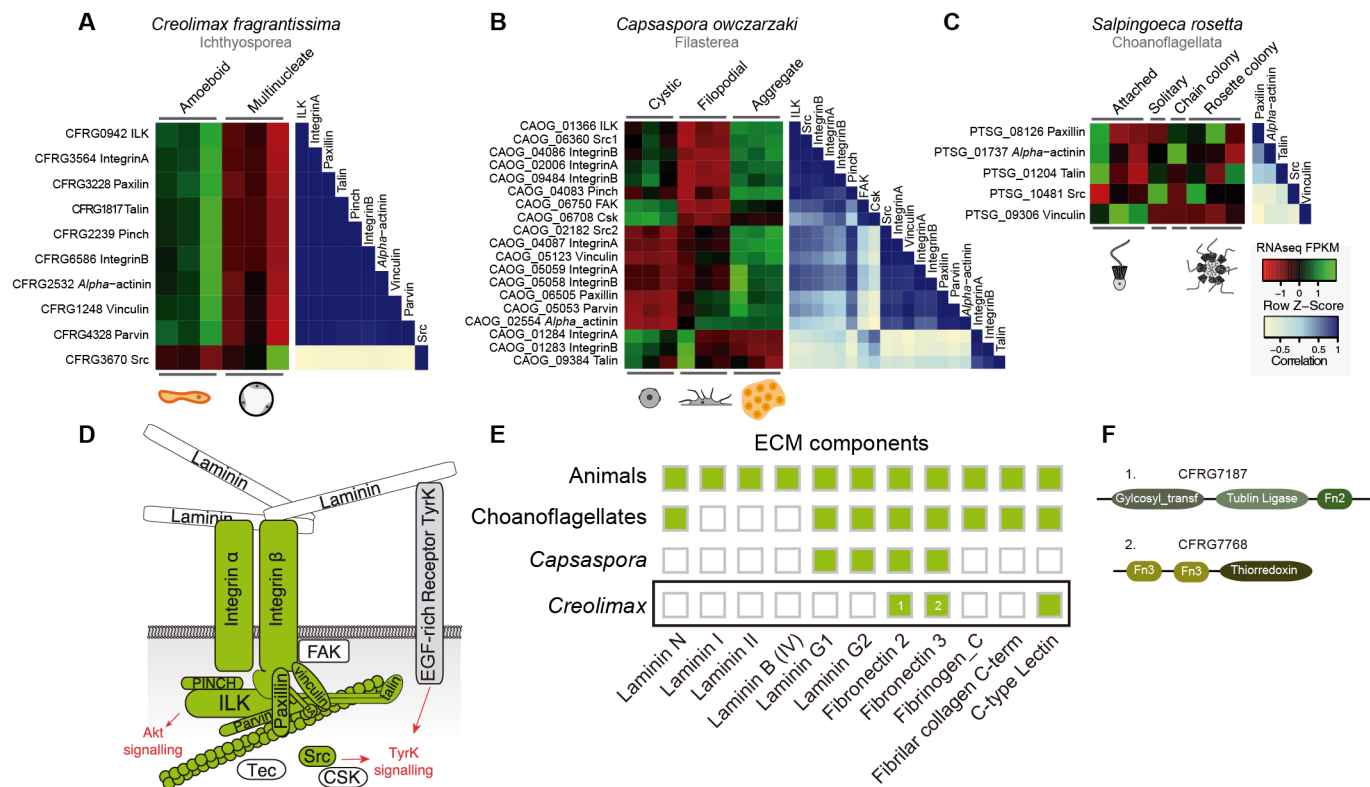 A
Creolimax fragrantissima
Ichthyosporea
Amoeboid
Multinucleate
CFRG0942 ILK
CFRG3564 IntegrinA
CFRG3228 Paxilin
CFRG1817Talin
CFRG2239 Pinch
CFRG6586 IntegrinB
CFRG2532 Alpha-actinin
CFRG1248 Vinculin
CFRG4328 Parvin
CFRG3670 Src
ILK
IntegrinA
Paxillin
Talin
Pinch
IntegrinB
Alpha-actinin
Vinculin
Parvin
Src
B
Capsaspora owczarzaki
Filasterea
Cystic
Filopodial
Aggregate
CAOG_01366 ILK
CAOG_06360 Src1
CAOG_04086 IntegrinB
CAOG_02006 IntegrinA
CAOG_09484 IntegrinB
CAOG_04083 Pinch
CAOG_06750 FAK
CAOG_06708 Csk
CAOG_02182 Src2
CAOG_04087 IntegrinA
CAOG_05123 Vinculin
CAOG_05059 IntegrinA
CAOG_05058 IntegrinB
CAOG_06505 Paxillin
CAOG_05053 Parvin
CAOG_02554 Alpha_actinin
CAOG_01284 IntegrinA
CAOG_01283 IntegrinB
CAOG_09384 Talin
ILK
Src
IntegrinB
IntegrinA
IntegrinB
Pinch
FAK
Csk
Src
IntegrinA
Vinculin
IntegrinA
IntegrinB
Paxilin
Parvin
Alpha-actinin
IntegrinA
IntegrinB
Talin
C
Salpingoeca rosetta
Choanoflagellata
Attached
Solitary
Chain colony
Rosette colony
PTSG_08126 Paxillin
PTSG_01737 Alpha-actinin
PTSG_01204 Talin
PTSG_10481 Src
PTSG_09306 Vinculin
Paxilin
Alpha-actinin
Talin
Src
Vinculin
RNAseq FPKM
−1 0 1
Row Z−Score
−0.5 0.5 1
Correlation
D
Laminin
Laminin
Laminin
Integrin α
Integrin β
EGF-rich Receptor TyrK
FAK
PINCH
ILK
Paxillin
vinculin
talin
Parvin
Akt
signalling
Src
Tec
CSK
TyrK
signalling
E
ECM components
Animals
Choanoflagellates
Capsaspora
Creolimax
1
2
Laminin N
Laminin I
Laminin II
Laminin B (IV)
Laminin G1
Laminin G2
Fibronectin 2
Fibronectin 3
Fibrinogen_C
Fibrilar collagen C-term
C-type Lectin
F
1. CFRG7187
Gylcosyl_transf
Tublin Ligase
Fn2
2. CFRG7768
Fn3
Fn3
Thiorredoxin